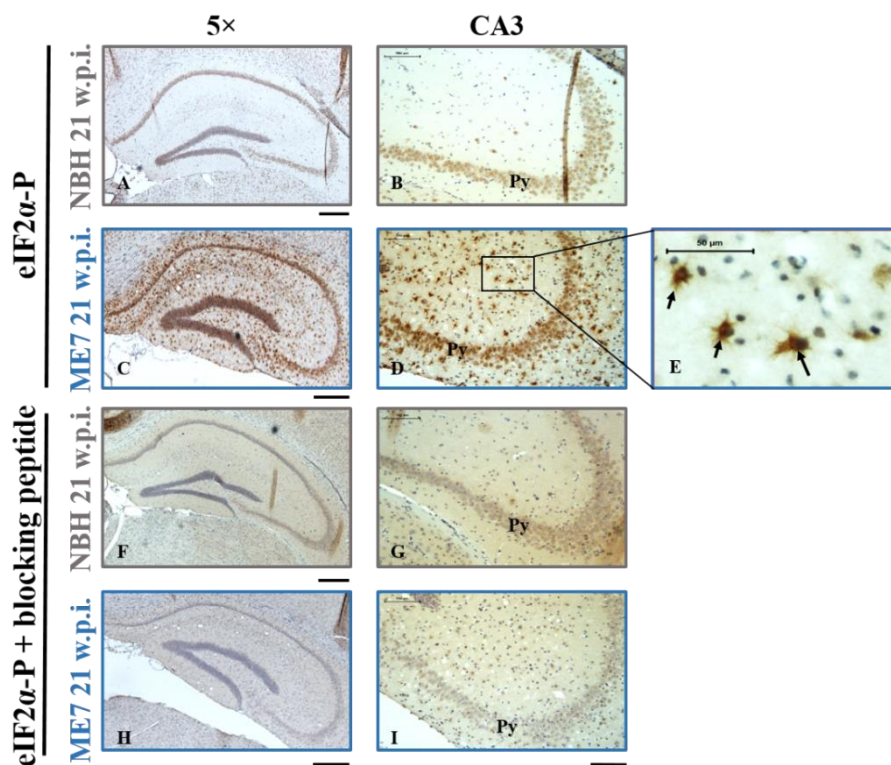 5× CA3
eIF2α-P
NBH 21 w.p.i.
A
B
Py
ME7 21 w.p.i.
C
D
Py
50 μm
E
eIF2α-P + blocking peptide
NBH 21 w.p.i.
F
G
Py
ME7 21 w.p.i.
H
I
Py